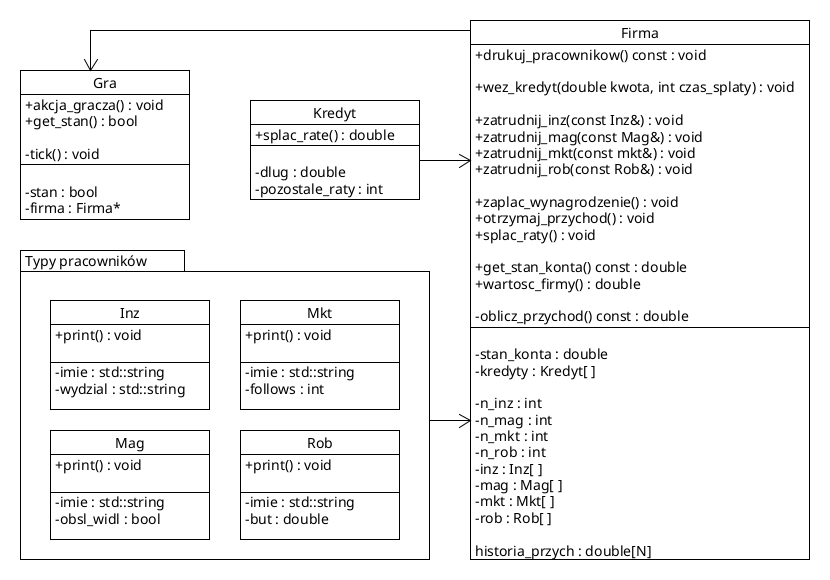 Gra
+akcja_gracza() : void
+get_stan() : bool
-tick() : void
-stan : bool
-firma : Firma*
Kredyt
+splac_rate() : double
-dlug : double
-pozostale_raty : int
Firma
+drukuj_pracownikow() const : void
+wez_kredyt(double kwota, int czas_splaty) : void
+zatrudnij_inz(const Inz&) : void
+zatrudnij_mag(const Mag&) : void
+zatrudnij_mkt(const mkt&) : void
+zatrudnij_rob(const Rob&) : void
+zaplac_wynagrodzenie() : void
+otrzymaj_przychod() : void
+splac_raty() : void
+get_stan_konta() const : double
+wartosc_firmy() : double
-oblicz_przychod() const : double
-stan_konta : double
-kredyty : Kredyt[ ]
-n_inz : int
-n_mag : int
-n_mkt : int
-n_rob : int
-inz : Inz[ ]
-mag : Mag[ ]
-mkt : Mkt[ ]
-rob : Rob[ ]
historia_przych : double[N]
Typy pracowników
Inz
+print() : void
-imie : std::string
-wydzial : std::string
Mkt
+print() : void
-imie : std::string
-follows : int
Mag
+print() : void
-imie : std::string
-obsl_widl : bool
Rob
+print() : void
-imie : std::string
-but : double